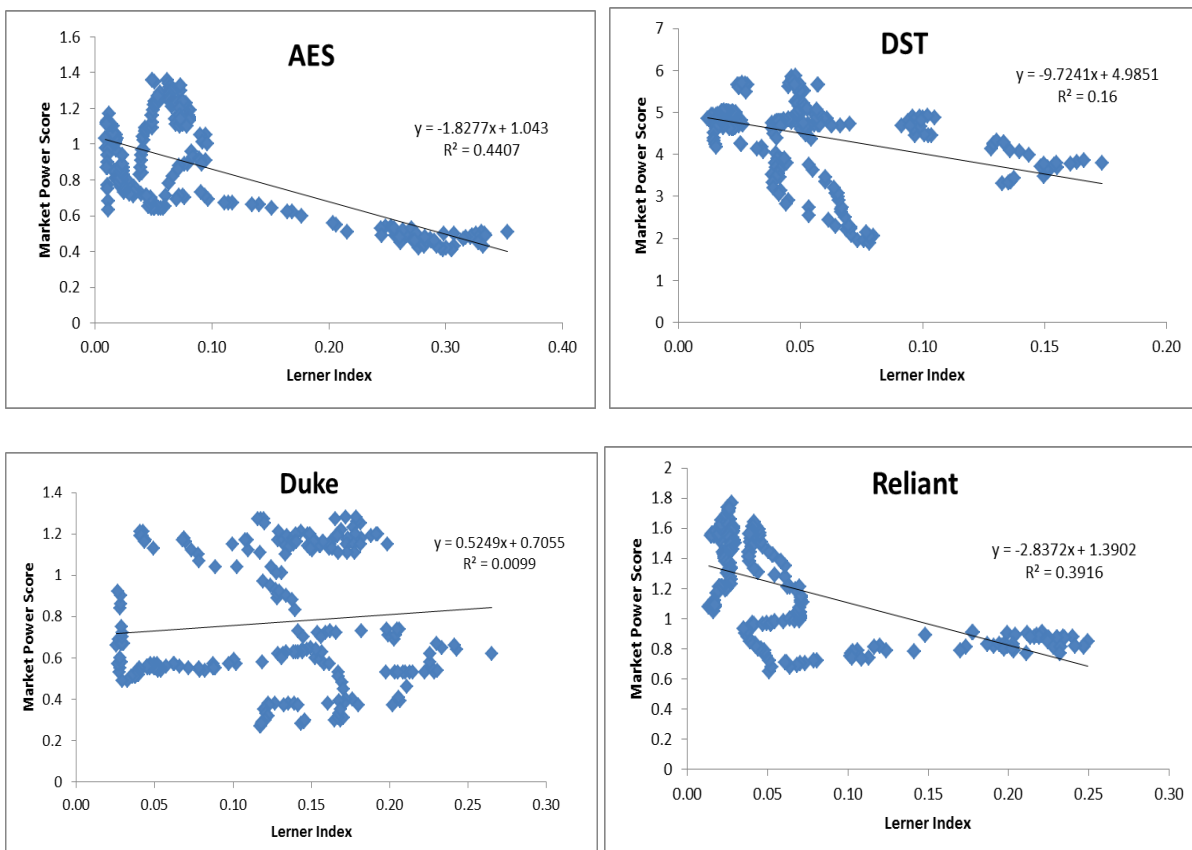 AES
y = -1.8277x + 1.043
R² = 0.4407
Market Power Score
1.6
1.4
1.2
1
0.8
0.6
0.4
0.2
0
0.00 0.10 0.20 0.30 0.40
Lerner Index
DST
y = -9.7241x + 4.9851
R² = 0.16
Market Power Score
7
6
5
4
3
2
1
0
0.00 0.05 0.10 0.15 0.20
Lerner Index
Duke
y = 0.5249x + 0.7055
R² = 0.0099
Market Power Score
1.4
1.2
1
0.8
0.6
0.4
0.2
0
0.00 0.05 0.10 0.15 0.20 0.25 0.30
Lerner Index
Reliant
y = -2.8372x + 1.3902
R² = 0.3916
Market Power Score
2
1.8
1.6
1.4
1.2
1
0.8
0.6
0.4
0.2
0
0.00 0.05 0.10 0.15 0.20 0.25 0.30
Lerner Index